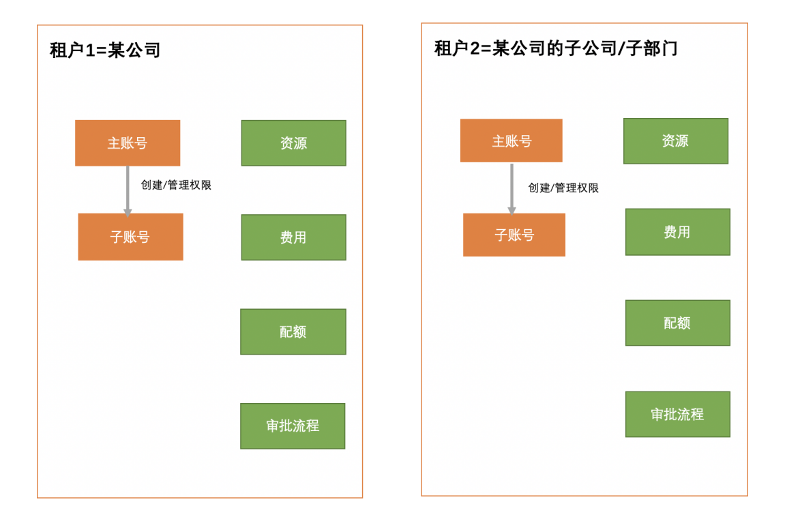 租户1=某公司
主账号
资源
创建/管理权限
子账号
费用
配额
审批流程
租户2=某公司的子公司/子部门
主账号
资源
创建/管理权限
子账号
费用
配额
审批流程